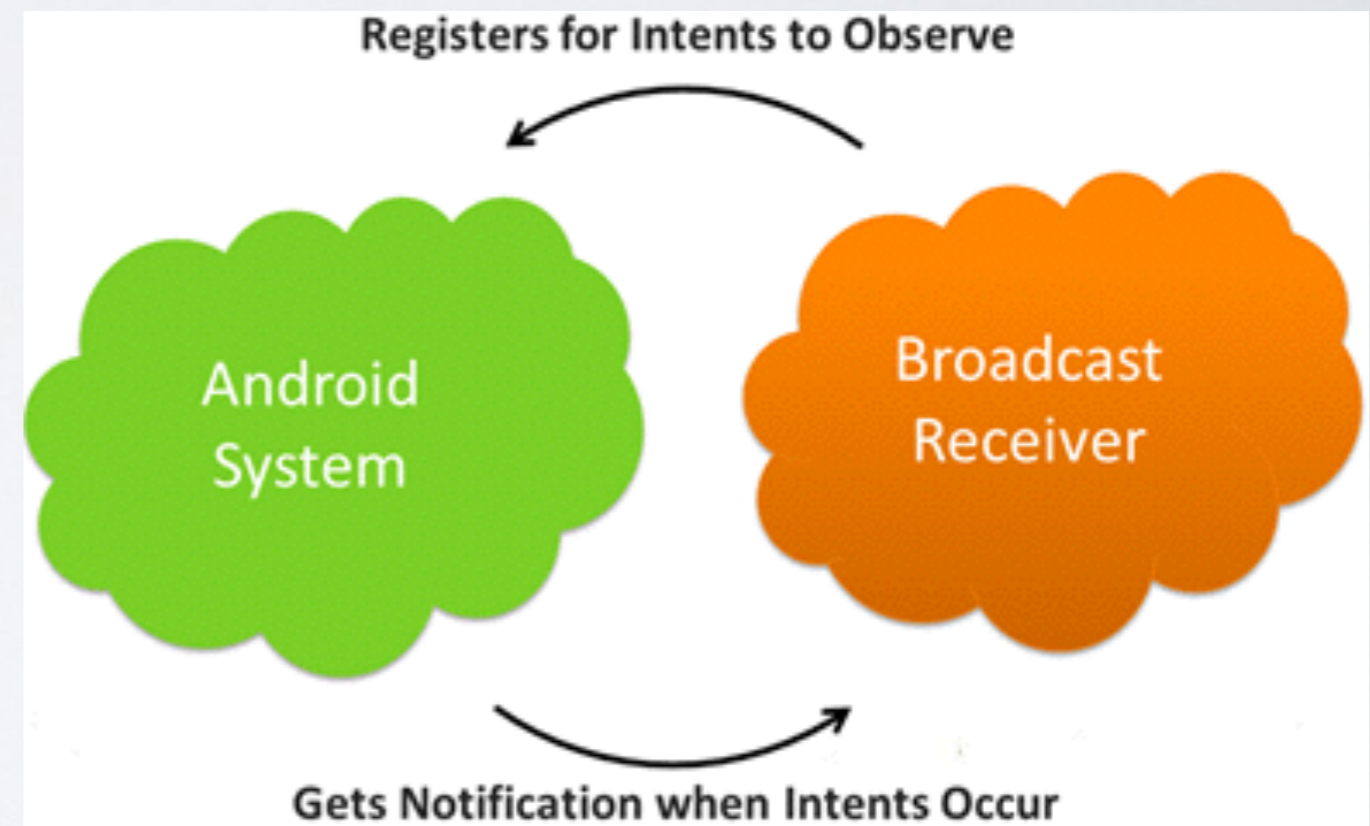 Registers for Intents to Observe
Android
System
Broadcast
Receiver
Gets Notification when Intents Occur